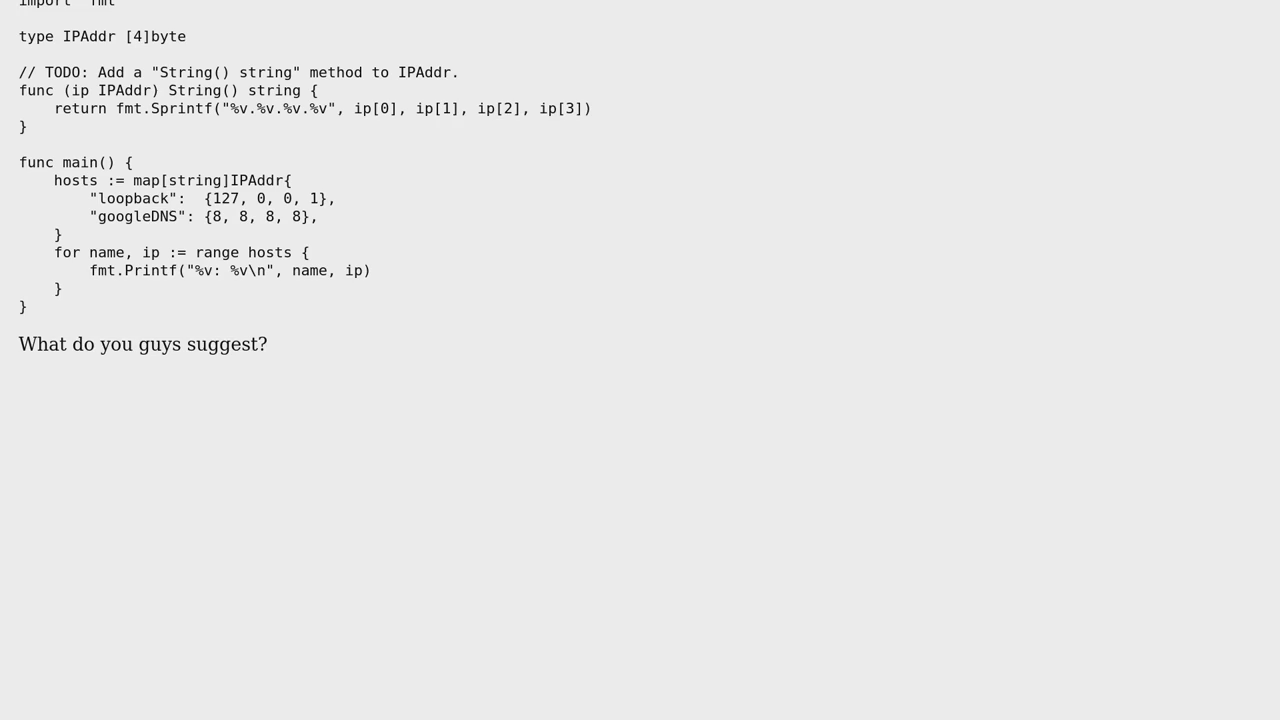 import "fmt"
type IPAddr [4]byte
// TODO: Add a "String() string" method to IPAddr.
func (ip IPAddr) String() string {
    return fmt.Sprintf("%v.%v.%v.%v", ip[0], ip[1], ip[2], ip[3])
}
func main() {
    hosts := map[string]IPAddr{
        "loopback":  {127, 0, 0, 1},
        "googleDNS": {8, 8, 8, 8},
    }
    for name, ip := range hosts {
        fmt.Printf("%v: %v\n", name, ip)
    }
}
What do you guys suggest?